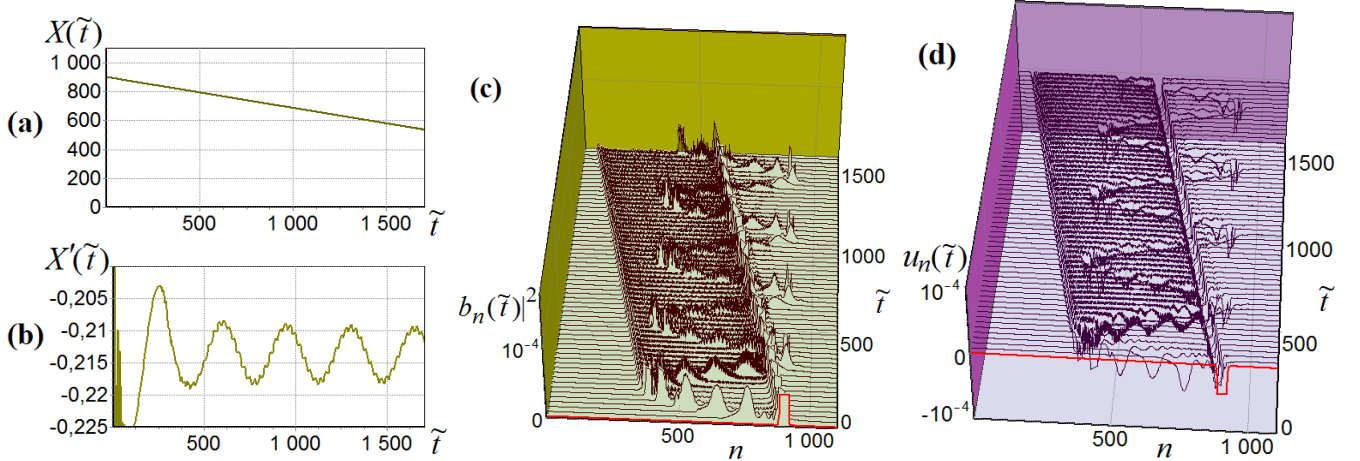 X(t̃)
1 000
800
600
400
200
0
500
1 000
1 500
t̃
(a)
X′(t̃)
-0,205
-0,21
-0,215
-0,22
-0,225
500
1 000
1 500
t̃
(b)
(c)
b_n(t̃)|²
10⁻⁴
0
500
1 000
n
0
500
1000
1500
t̃
(d)
u_n(t̃)
10⁻⁴
0
-10⁻⁴
500
1 000
n
0
500
1000
1500
t̃